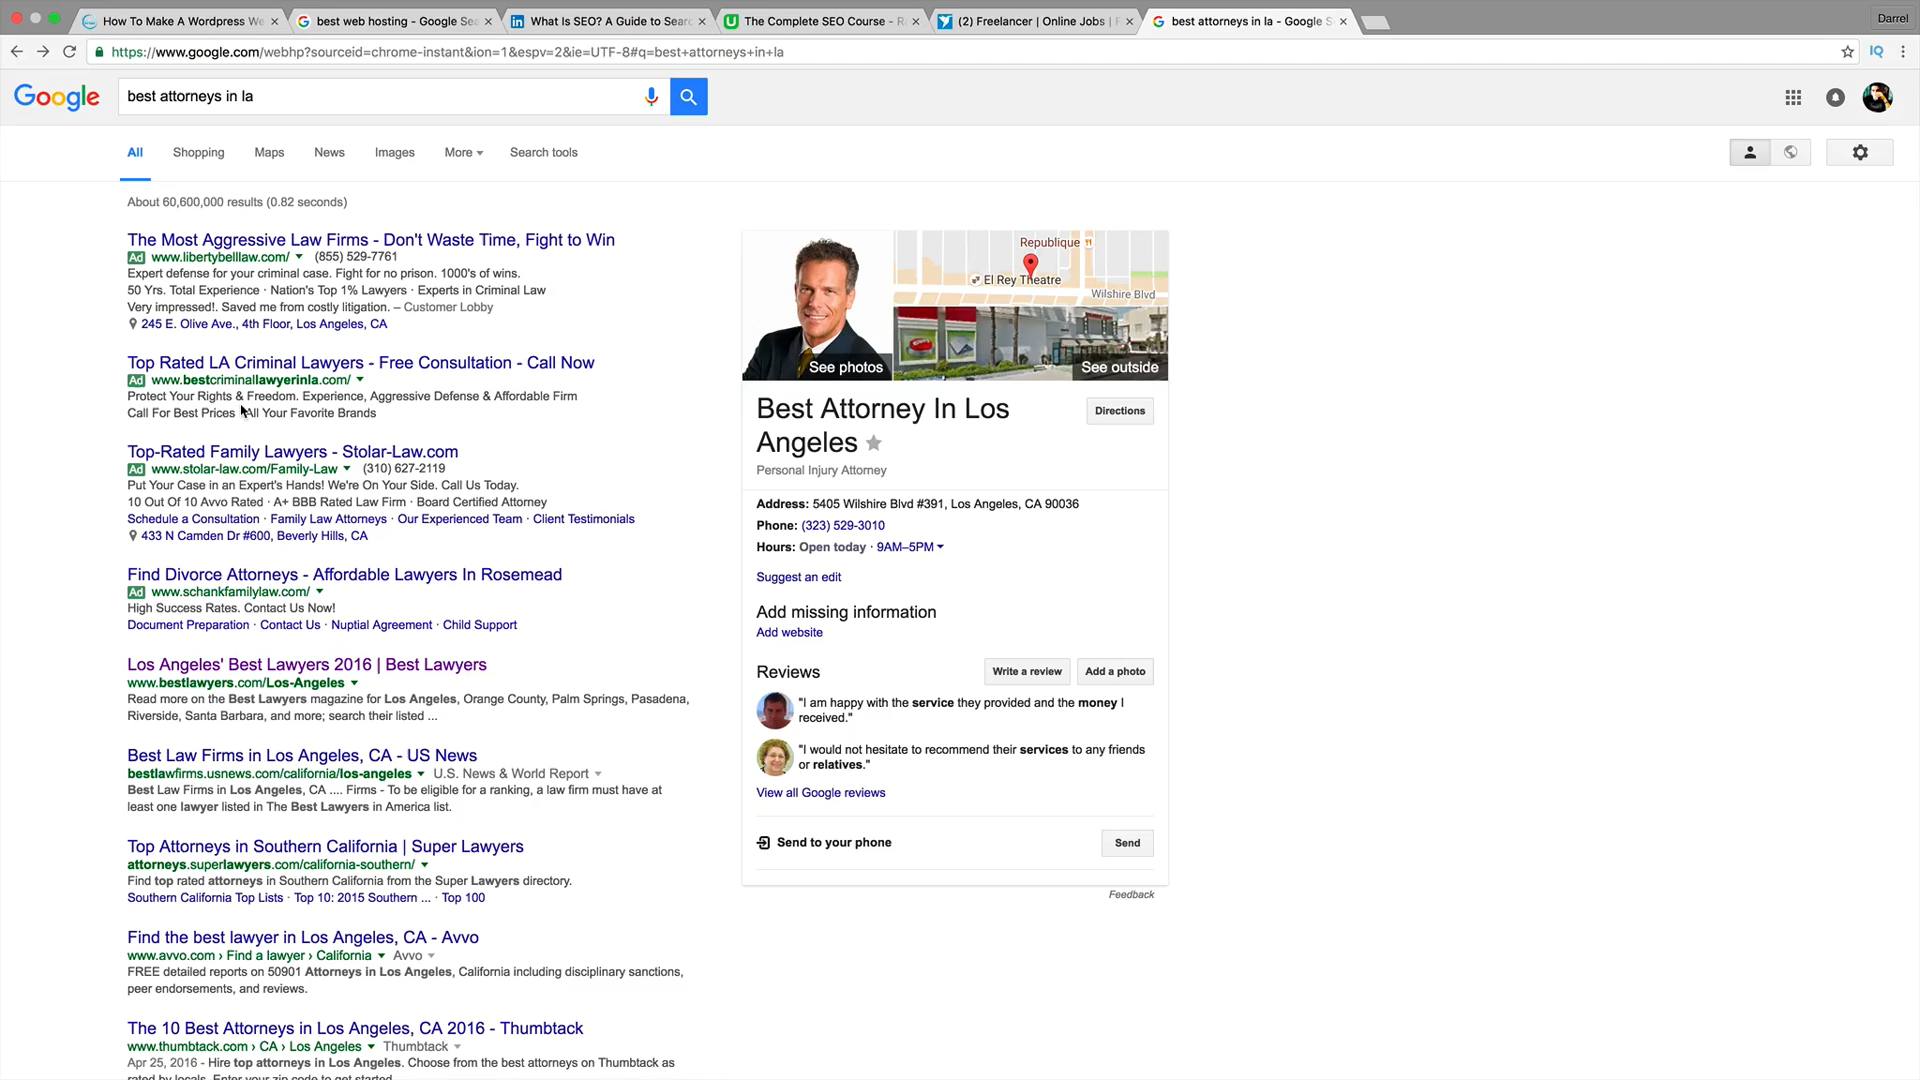 How To Make A Wordpress We
best web hosting - Google Sea
What Is SEO? A Guide to Sear
The Complete SEO Course - R
(2) Freelancer | Online Jobs | F
best attorneys in la - Google S
Darrel
https://www.google.com/webhp?sourceid=chrome-instant&ion=1&espv=2&ie=UTF-8#q=best+attorneys+in+la
IQ
Google
best attorneys in la
All
Shopping
Maps
News
Images
More
Search tools
About 60,600,000 results (0.82 seconds)
The Most Aggressive Law Firms - Don't Waste Time, Fight to Win
Ad www.libertybelllaw.com/ (855) 529-7761
Expert defense for your criminal case. Fight for no prison. 1000's of wins.
50 Yrs. Total Experience · Nation's Top 1% Lawyers · Experts in Criminal Law
Very impressed!. Saved me from costly litigation. – Customer Lobby
245 E. Olive Ave., 4th Floor, Los Angeles, CA
Top Rated LA Criminal Lawyers - Free Consultation - Call Now
Ad www.bestcriminallawyerinla.com/
Protect Your Rights & Freedom. Experience, Aggressive Defense & Affordable Firm
Call For Best Prices · All Your Favorite Brands
Top-Rated Family Lawyers - Stolar-Law.com
Ad www.stolar-law.com/Family-Law (310) 627-2119
Put Your Case in an Expert's Hands! We're On Your Side. Call Us Today.
10 Out Of 10 Avvo Rated · A+ BBB Rated Law Firm · Board Certified Attorney
Schedule a Consultation · Family Law Attorneys · Our Experienced Team · Client Testimonials
433 N Camden Dr #600, Beverly Hills, CA
Find Divorce Attorneys - Affordable Lawyers In Rosemead
Ad www.schankfamilylaw.com/
High Success Rates. Contact Us Now!
Document Preparation · Contact Us · Nuptial Agreement · Child Support
Los Angeles' Best Lawyers 2016 | Best Lawyers
www.bestlawyers.com/Los-Angeles
Read more on the Best Lawyers magazine for Los Angeles, Orange County, Palm Springs, Pasadena,
Riverside, Santa Barbara, and more; search their listed ...
Best Law Firms in Los Angeles, CA - US News
bestlawfirms.usnews.com/california/los-angeles U.S. News & World Report
Best Law Firms in Los Angeles, CA .... Firms - To be eligible for a ranking, a law firm must have at
least one lawyer listed in The Best Lawyers in America list.
Top Attorneys in Southern California | Super Lawyers
attorneys.superlawyers.com/california-southern/
Find top rated attorneys in Southern California from the Super Lawyers directory.
Southern California Top Lists · Top 10: 2015 Southern ... · Top 100
Find the best lawyer in Los Angeles, CA - Avvo
www.avvo.com › Find a lawyer › California Avvo
FREE detailed reports on 50901 Attorneys in Los Angeles, California including disciplinary sanctions,
peer endorsements, and reviews.
The 10 Best Attorneys in Los Angeles, CA 2016 - Thumbtack
www.thumbtack.com › CA › Los Angeles Thumbtack
Apr 25, 2016 - Hire top attorneys in Los Angeles. Choose from the best attorneys on Thumbtack as
rated by locals. Enter your zip code to get started.
Republique
El Rey Theatre
Wilshire Blvd
See photos
See outside
Best Attorney In Los
Angeles
Directions
Personal Injury Attorney
Address: 5405 Wilshire Blvd #391, Los Angeles, CA 90036
Phone: (323) 529-3010
Hours: Open today · 9AM–5PM
Suggest an edit
Add missing information
Add website
Reviews
Write a review
Add a photo
"I am happy with the service they provided and the money I
received."
"I would not hesitate to recommend their services to any friends
or relatives."
View all Google reviews
Send to your phone
Send
Feedback